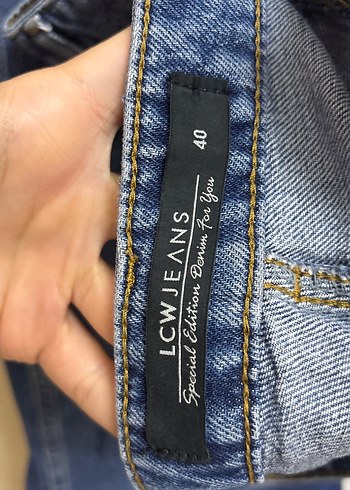 LCWJEANS
Special Edition Denim For You
40